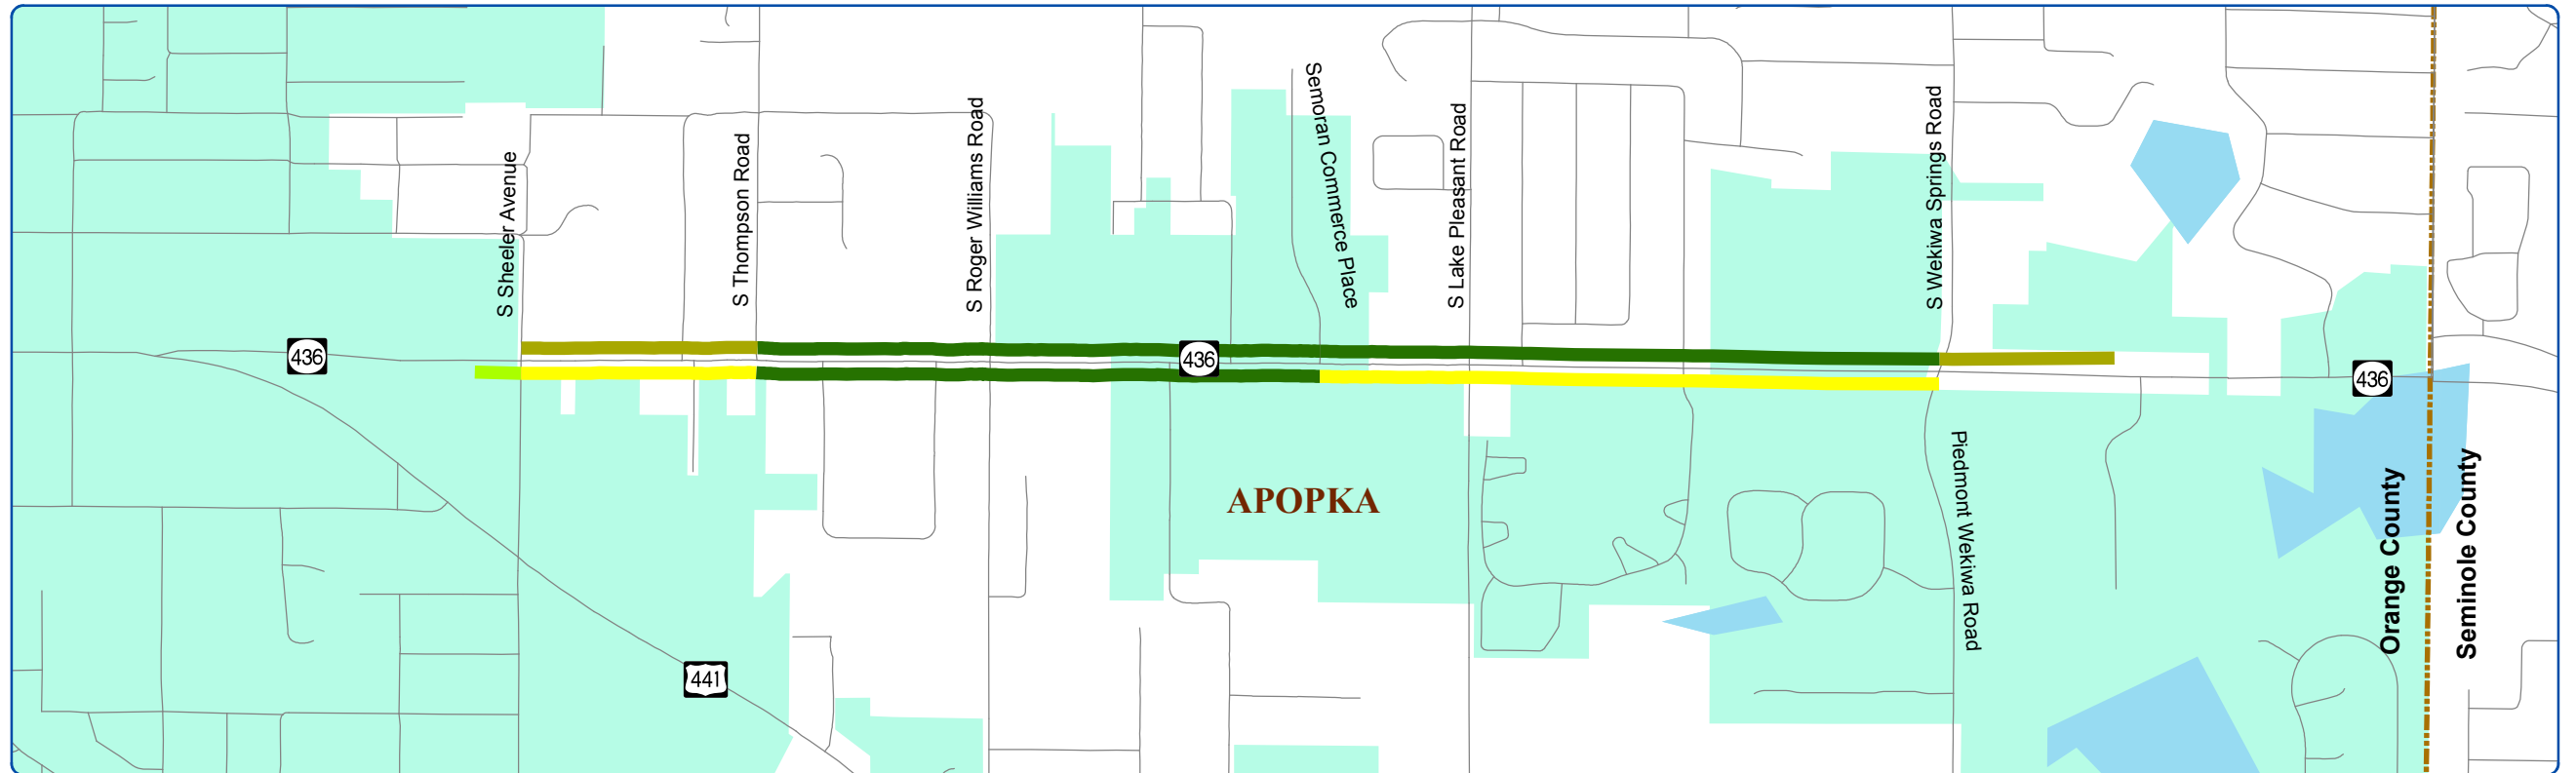 S Sheeler Avenue
S Thompson Road
S Roger Williams Road
Semoran Commerce Place
S Lake Pleasant Road
S Wekiwa Springs Road
436
436
436
Piedmont Wekiwa Road
APOPKA
Orange County
Seminole County
441